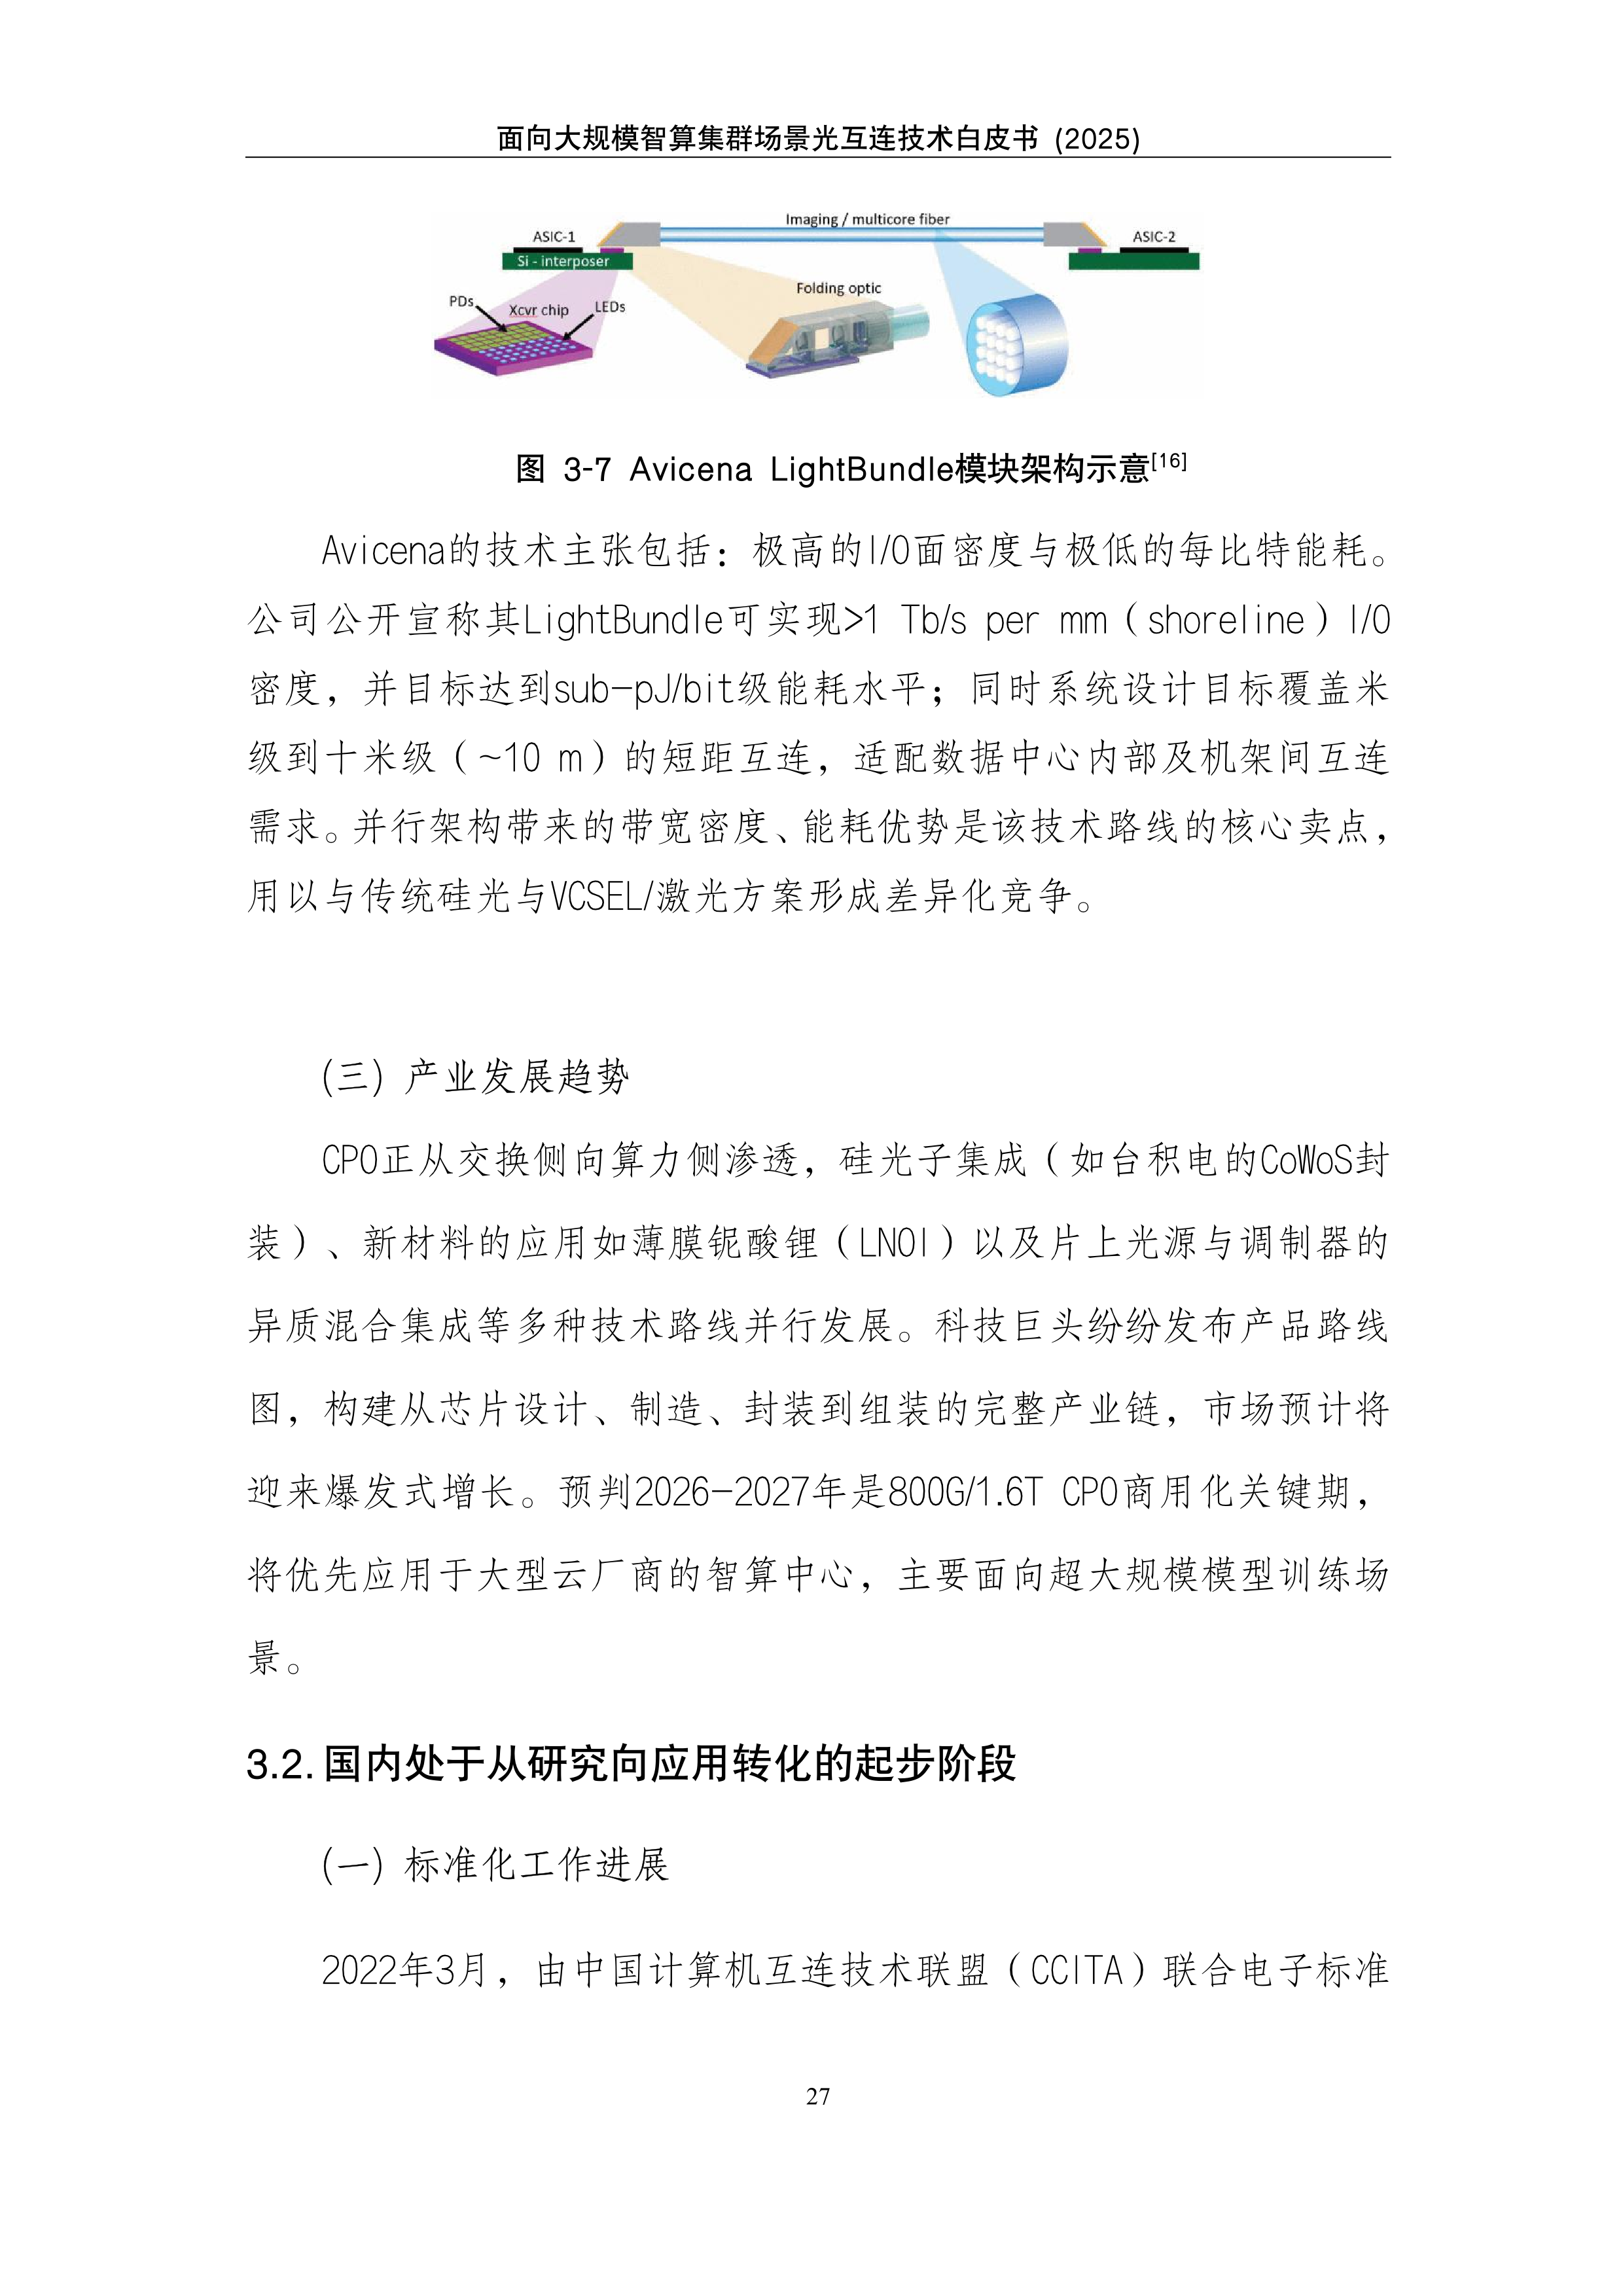 面向大规模智算集群场景光互连技术白皮书 (2025)
Imaging / multicore fiber
ASIC-1
ASIC-2
Si - interposer
Folding optic
PDs
Xcvr chip
LEDs
图 3-7 Avicena LightBundle模块架构示意[16]
Avicena的技术主张包括：极高的I/O面密度与极低的每比特能耗。
公司公开宣称其LightBundle可实现>1 Tb/s per mm（shoreline）I/O
密度，并目标达到sub-pJ/bit级能耗水平；同时系统设计目标覆盖米
级到十米级（~10 m）的短距互连，适配数据中心内部及机架间互连
需求。并行架构带来的带宽密度、能耗优势是该技术路线的核心卖点，
用以与传统硅光与VCSEL/激光方案形成差异化竞争。
(三) 产业发展趋势
CPO正从交换侧向算力侧渗透，硅光子集成（如台积电的CoWoS封
装）、新材料的应用如薄膜铌酸锂（LNOI）以及片上光源与调制器的
异质混合集成等多种技术路线并行发展。科技巨头纷纷发布产品路线
图，构建从芯片设计、制造、封装到组装的完整产业链，市场预计将
迎来爆发式增长。预判2026-2027年是800G/1.6T CPO商用化关键期，
将优先应用于大型云厂商的智算中心，主要面向超大规模模型训练场
景。
3.2. 国内处于从研究向应用转化的起步阶段
(一) 标准化工作进展
2022年3月，由中国计算机互连技术联盟（CCITA）联合电子标准
27